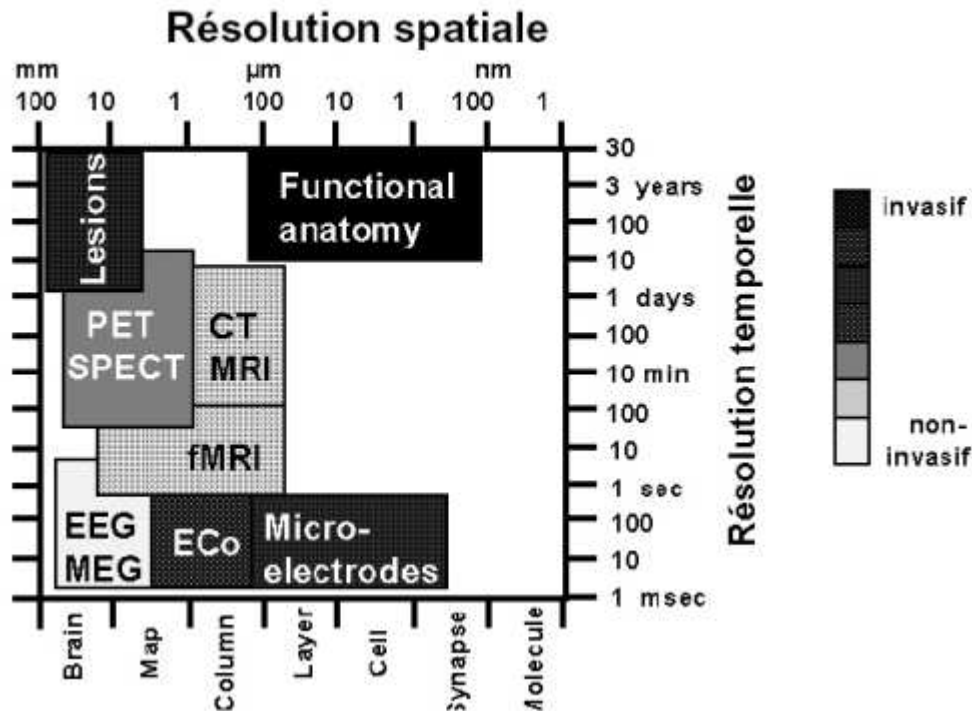 Résolution spatiale
mm µm nm
100 10 1 100 10 1 100 1
30
3 years
100
10
1 days
100
10 min
100
10
1 sec
100
10
1 msec
Résolution temporelle
Lesions
Functional
anatomy
PET
SPECT
CT
MRI
fMRI
EEG
MEG
ECo
Micro-
electrodes
invasif
non-
invasif
Brain
Map
Column
Layer
Cell
Synapse
Molecule